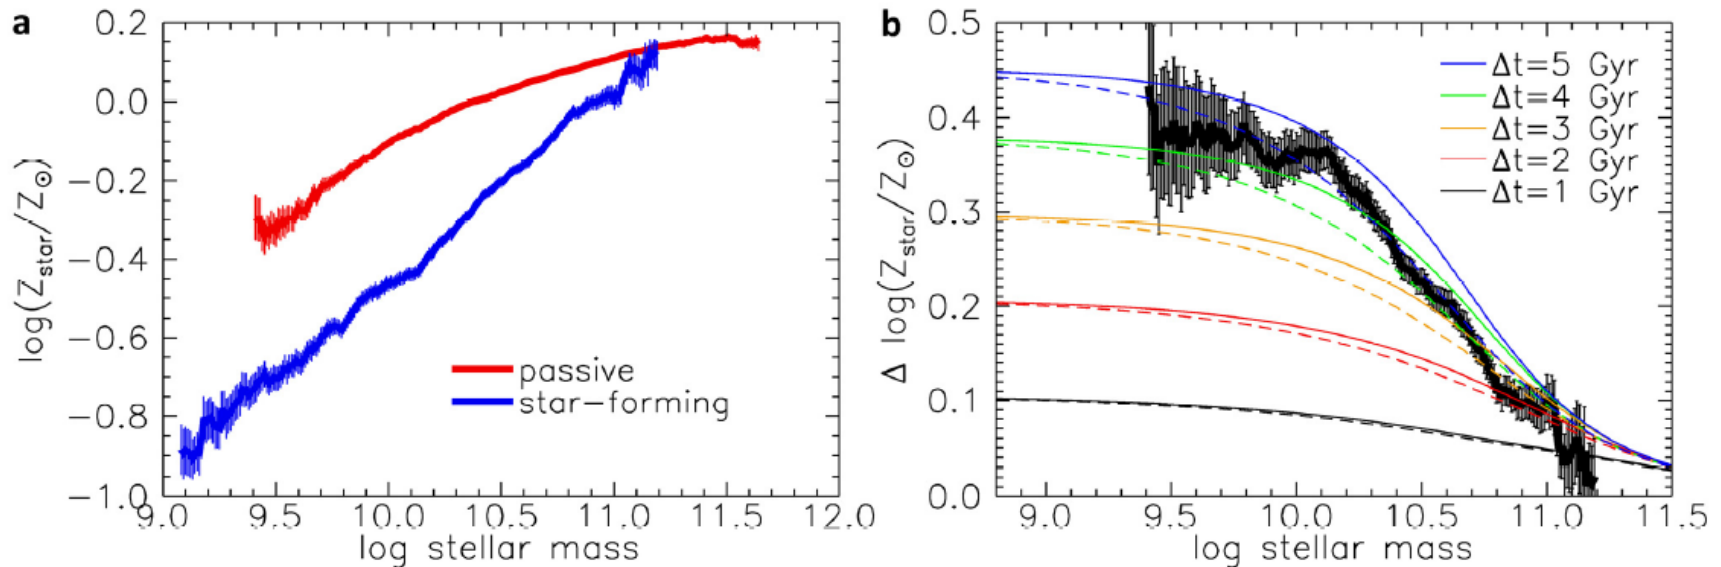 a
0.2
0.0
−0.2
−0.4
−0.6
−0.8
−1.0
log(Z_star/Z_⊙)
9.0 9.5 10.0 10.5 11.0 11.5 12.0
log stellar mass
passive
star−forming
b
0.5
0.4
0.3
0.2
0.1
0.0
Δ log(Z_star/Z_⊙)
9.0 9.5 10.0 10.5 11.0 11.5
log stellar mass
Δt=5 Gyr
Δt=4 Gyr
Δt=3 Gyr
Δt=2 Gyr
Δt=1 Gyr